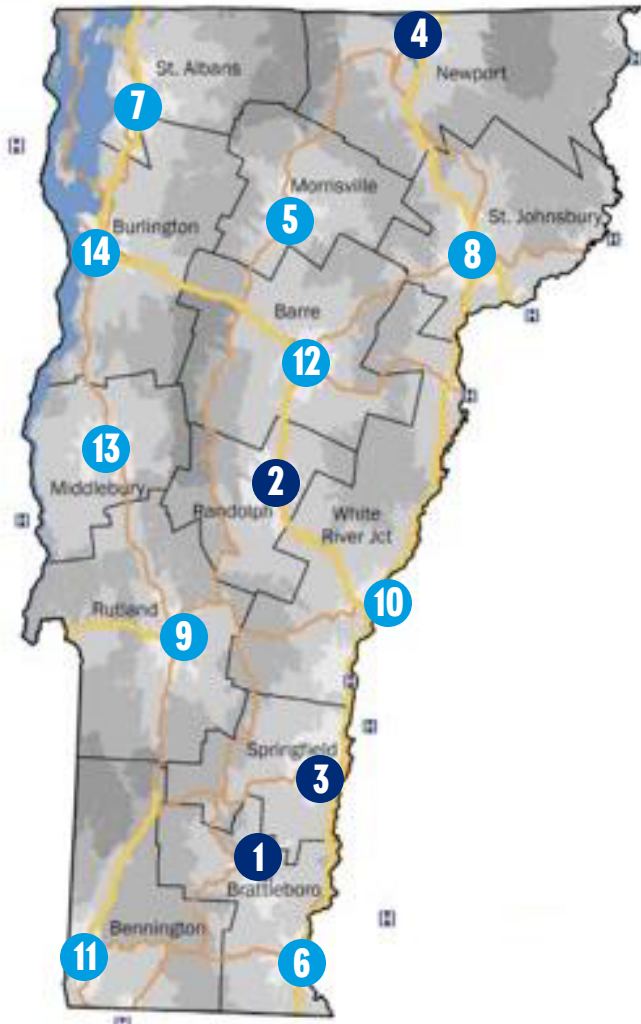 4
Newport
St. Albans
7
H
H
Morrisville
5
St. Johnsbury
Burlington
14
8
H
H
Barre
12
H
13
Middlebury
2
Randolph
White
River Jct
H
10
Rutland
9
H
H
Springfield
3
1
Brattleboro
H
Bennington
11
6